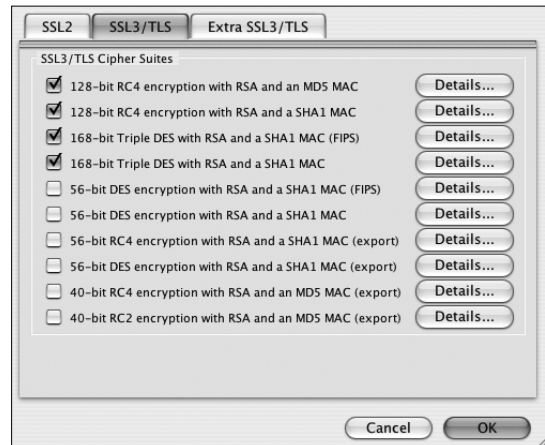 SSL2 SSL3/TLS Extra SSL3/TLS
SSL3/TLS Cipher Suites
128-bit RC4 encryption with RSA and an MD5 MAC Details...
128-bit RC4 encryption with RSA and a SHA1 MAC Details...
168-bit Triple DES with RSA and a SHA1 MAC (FIPS) Details...
168-bit Triple DES with RSA and a SHA1 MAC Details...
56-bit DES encryption with RSA and a SHA1 MAC (FIPS) Details...
56-bit DES encryption with RSA and a SHA1 MAC Details...
56-bit RC4 encryption with RSA and a SHA1 MAC (export) Details...
56-bit DES encryption with RSA and a SHA1 MAC (export) Details...
40-bit RC4 encryption with RSA and an MD5 MAC (export) Details...
40-bit RC2 encryption with RSA and an MD5 MAC (export) Details...
Cancel OK